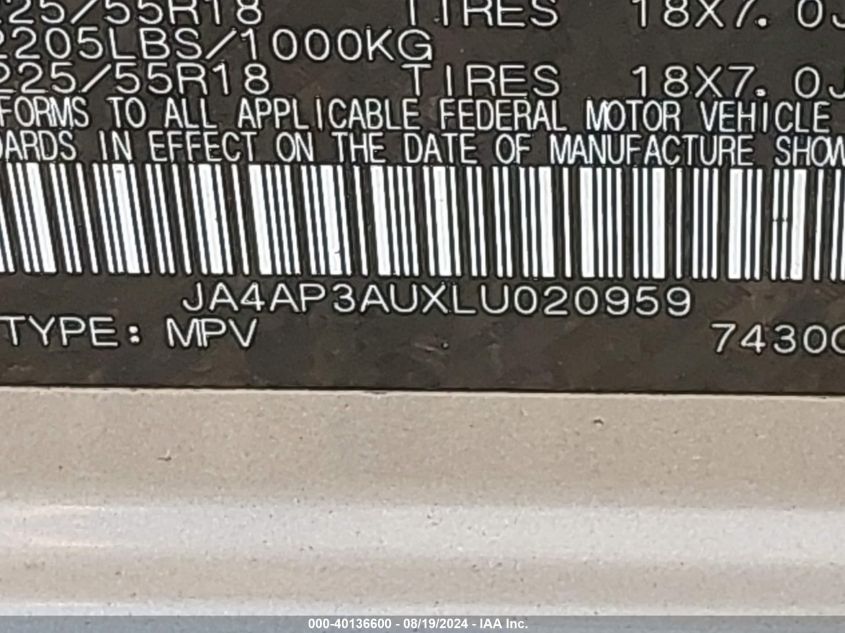 225/55R18 TIRES 18X7.0J
2205LBS/1000KG
225/55R18 TIRES 18X7.0J
FORMS TO ALL APPLICABLE FEDERAL MOTOR VEHICLE
ARDS IN EFFECT ON THE DATE OF MANUFACTURE SHOW
JA4AP3AUXLU020959
TYPE: MPV 7430
000-40136600 - 08/19/2024 - IAA Inc.